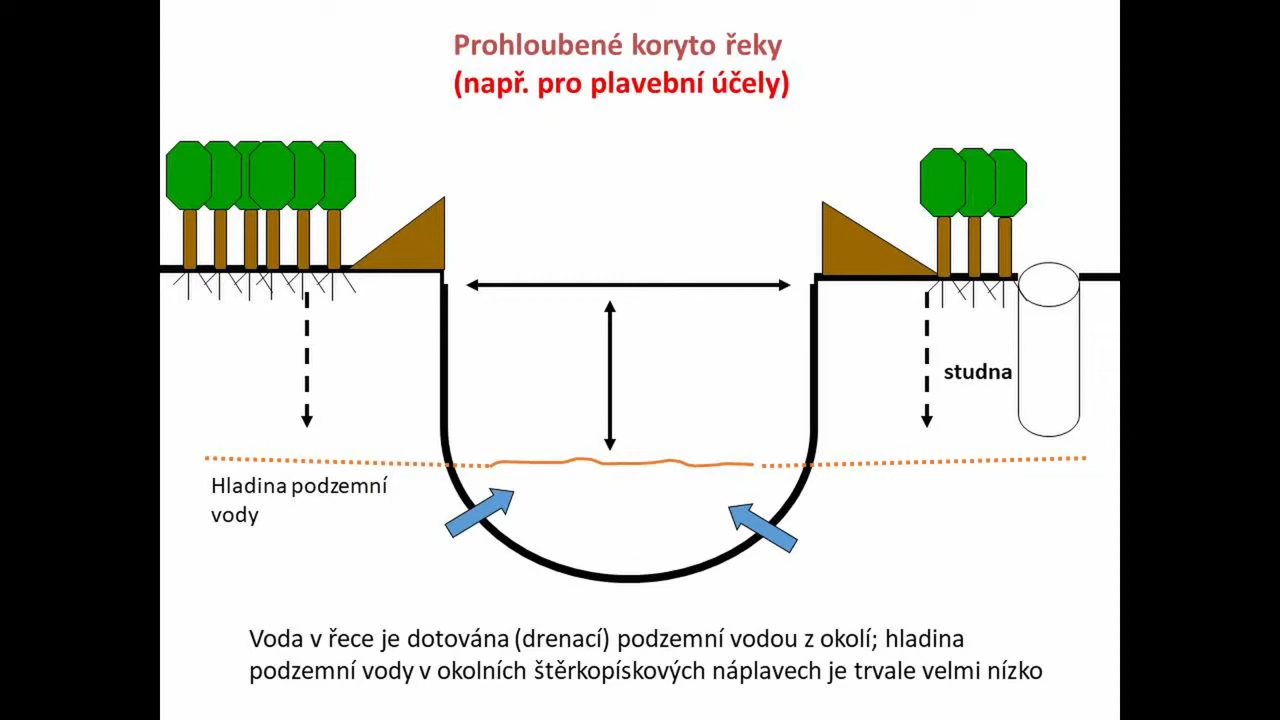 Prohloubené koryto řeky
(např. pro plavební účely)
studna
Hladina podzemní
vody
Voda v řece je dotována (drenací) podzemní vodou z okolí; hladina
podzemní vody v okolních štěrkopískových náplavech je trvale velmi nízko